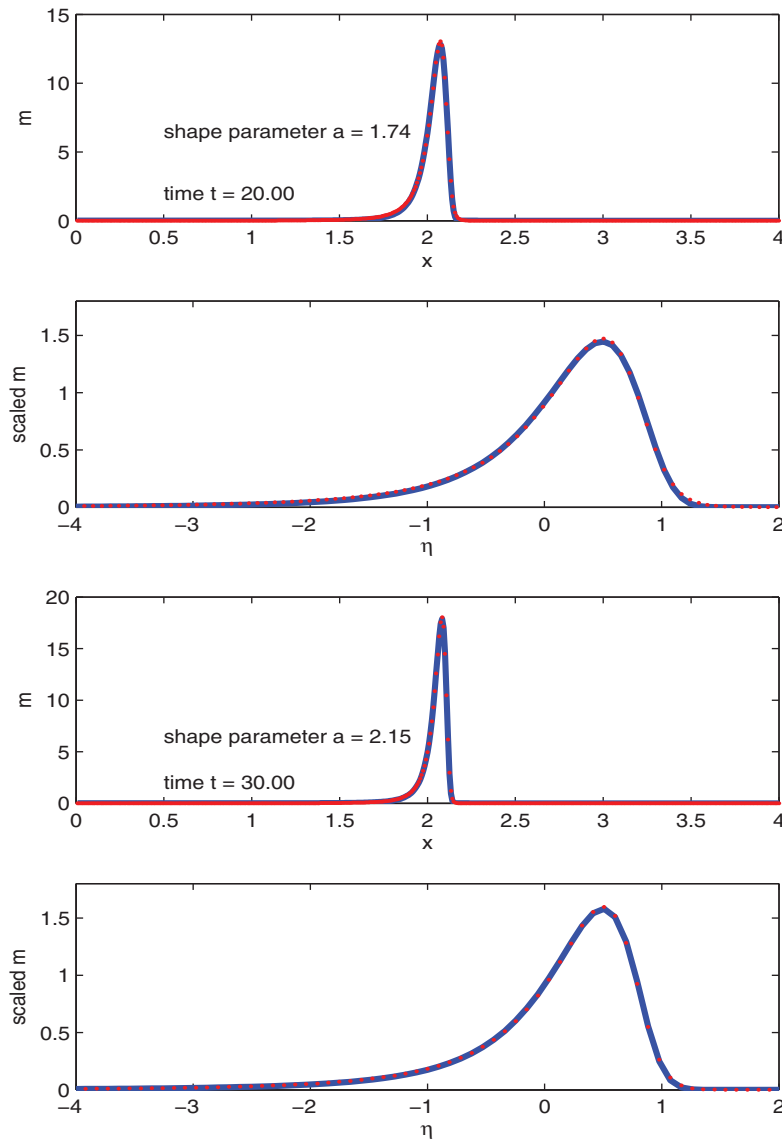 15
10
5
0
m
shape parameter a = 1.74
time t = 20.00
0 0.5 1 1.5 2 2.5 3 3.5 4
x
1.5
1
0.5
0
scaled m
−4 −3 −2 −1 0 1 2
η
20
15
10
5
0
m
shape parameter a = 2.15
time t = 30.00
0 0.5 1 1.5 2 2.5 3 3.5 4
x
1.5
1
0.5
0
scaled m
−4 −3 −2 −1 0 1 2
η